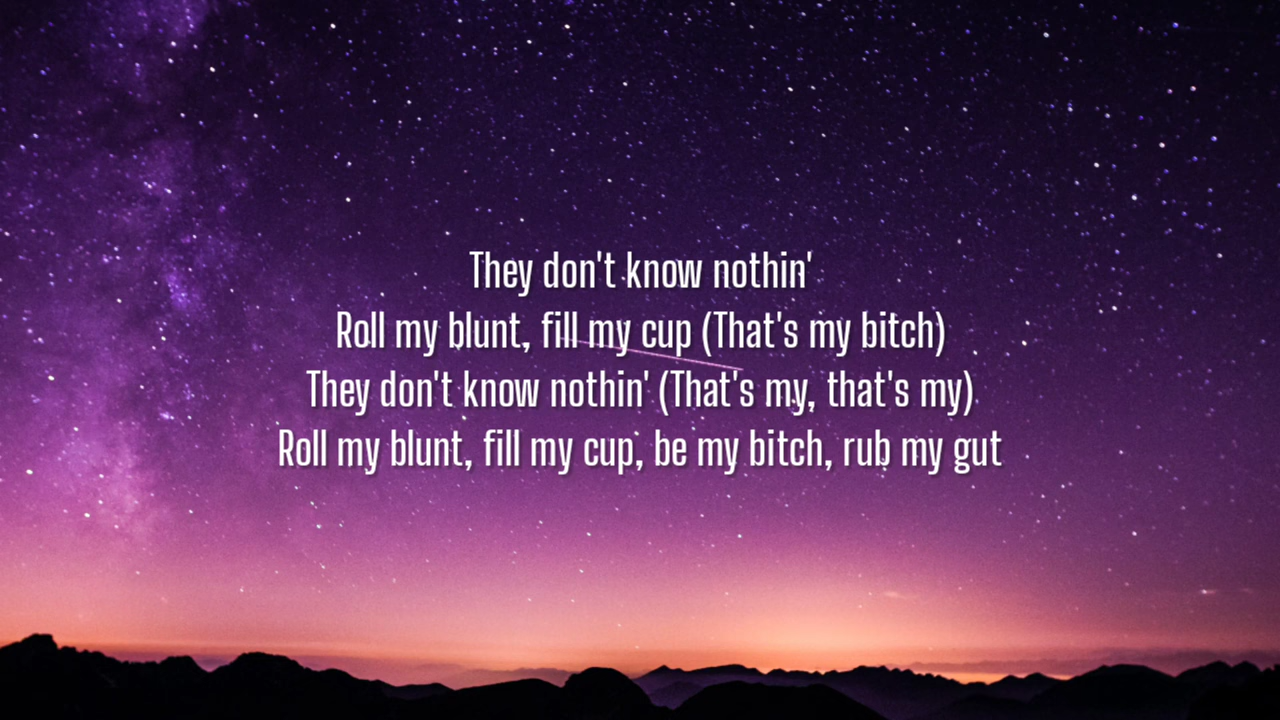 They don't know nothin'
Roll my blunt, fill my cup (That's my bitch)
They don't know nothin' (That's my, that's my)
Roll my blunt, fill my cup, be my bitch, rub my gut